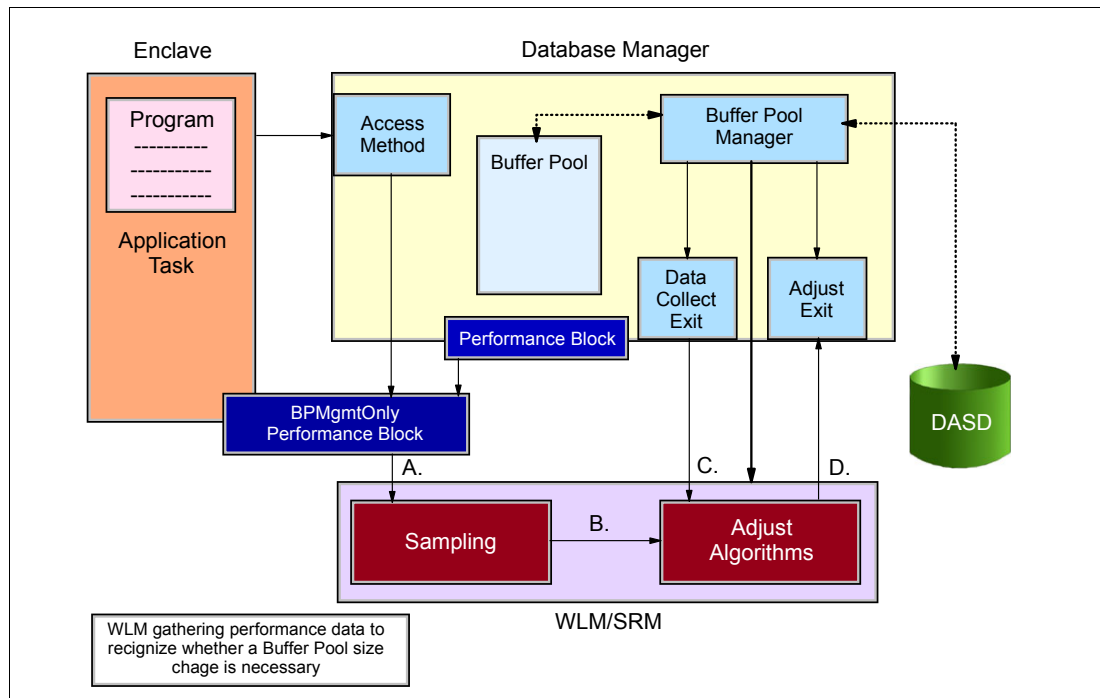 Enclave
Database Manager
Program
----------
-----------
-----------
Application
Task
Access
Method
Buffer Pool
Buffer Pool
Manager
Data
Collect
Exit
Adjust
Exit
Performance Block
BPMgmtOnly
Performance Block
DASD
A.
C.
D.
Sampling
B.
Adjust
Algorithms
WLM/SRM
WLM gathering performance data to
recignize whether a Buffer Pool size
chage is necessary